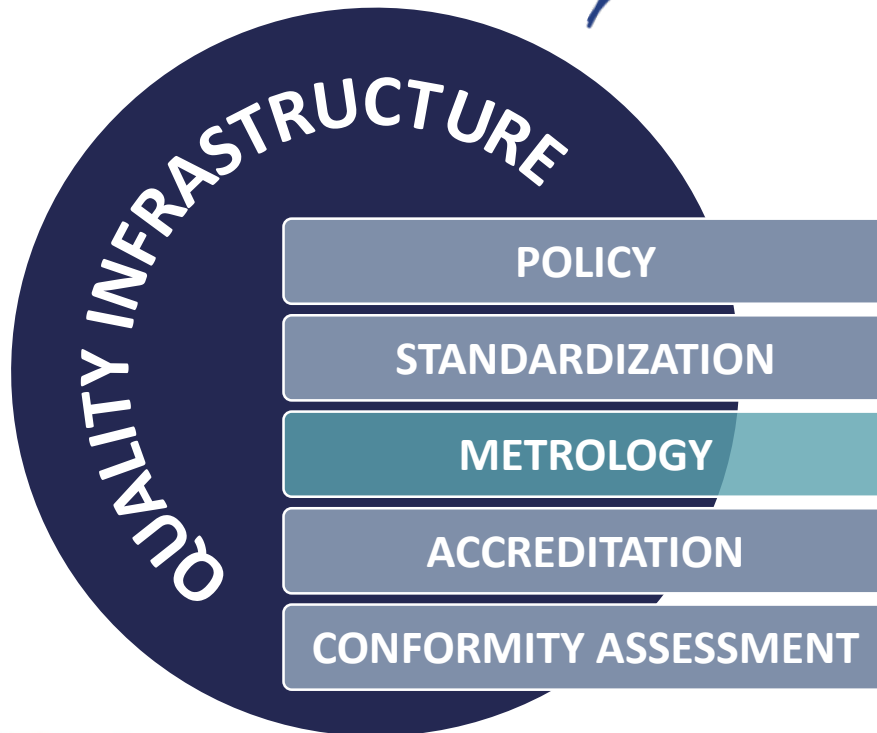 QUALITY INFRASTRUCTURE
POLICY
STANDARDIZATION
METROLOGY
ACCREDITATION
CONFORMITY ASSESSMENT